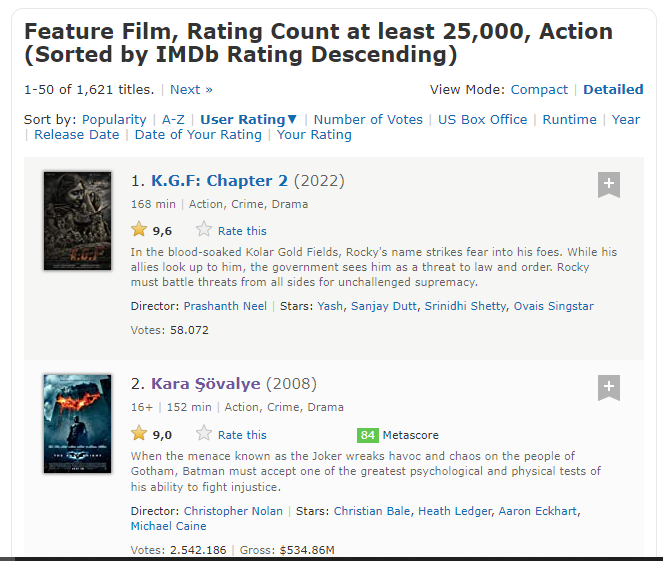 Feature Film, Rating Count at least 25,000, Action
(Sorted by IMDb Rating Descending)
1-50 of 1,621 titles. | Next »
View Mode: Compact | Detailed
Sort by: Popularity | A-Z | User Rating▼ | Number of Votes | US Box Office | Runtime | Year
| Release Date | Date of Your Rating | Your Rating
1. K.G.F: Chapter 2 (2022)
168 min | Action, Crime, Drama
9,6 Rate this
In the blood-soaked Kolar Gold Fields, Rocky's name strikes fear into his foes. While his
allies look up to him, the government sees him as a threat to law and order. Rocky
must battle threats from all sides for unchallenged supremacy.
Director: Prashanth Neel | Stars: Yash, Sanjay Dutt, Srinidhi Shetty, Ovais Singstar
Votes: 58.072
2. Kara Şövalye (2008)
16+ | 152 min | Action, Crime, Drama
9,0 Rate this 84 Metascore
When the menace known as the Joker wreaks havoc and chaos on the people of
Gotham, Batman must accept one of the greatest psychological and physical tests of
his ability to fight injustice.
Director: Christopher Nolan | Stars: Christian Bale, Heath Ledger, Aaron Eckhart,
Michael Caine
Votes: 2.542.186 | Gross: $534.86M